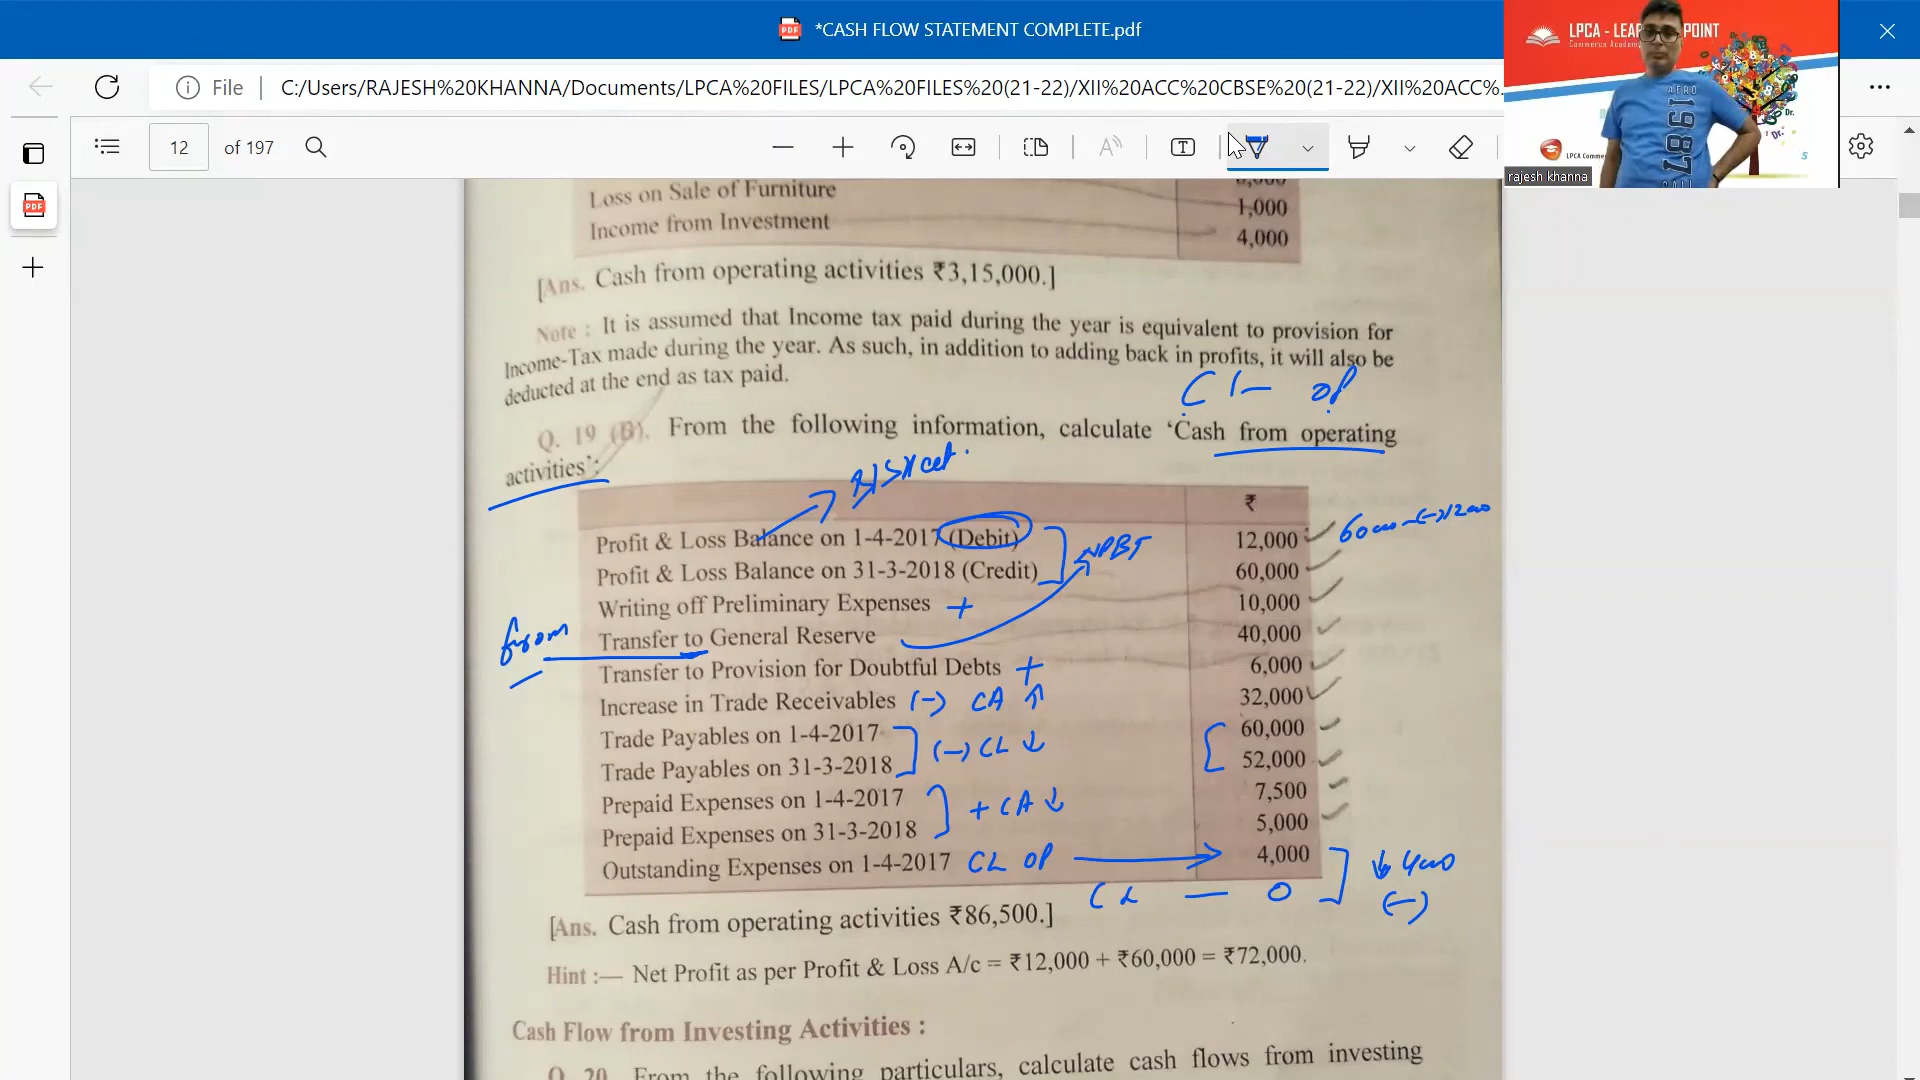 *CASH FLOW STATEMENT COMPLETE.pdf
File
C:/Users/RAJESH%20KHANNA/Documents/LPCA%20FILES/LPCA%20FILES%20(21-22)/XII%20ACC%20CBSE%20(21-22)/XII%20ACC%.
12 of 197
LPCA - LEA POINT
AERO
1987
Dr.
Dr.
5
LPCA Comme
rajesh khanna
Loss on Sale of Furniture 1,000
Income from Investment 4,000
[Ans. Cash from operating activities ₹3,15,000.]
Note : It is assumed that Income tax paid during the year is equivalent to provision for
Income-Tax made during the year. As such, in addition to adding back in profits, it will also be
deducted at the end as tax paid.
Q. 19 (B). From the following information, calculate ‘Cash from operating
activities’:
₹
Profit & Loss Balance on 1-4-2017 (Debit) 12,000
Profit & Loss Balance on 31-3-2018 (Credit) NPBT 60,000
Writing off Preliminary Expenses + 10,000
from Transfer to General Reserve 40,000
Transfer to Provision for Doubtful Debts + 6,000
Increase in Trade Receivables (-) CA ↑ 32,000
Trade Payables on 1-4-2017 60,000
(-) CL ↓
Trade Payables on 31-3-2018 52,000
Prepaid Expenses on 1-4-2017 7,500
+ CA ↓
Prepaid Expenses on 31-3-2018 5,000
Outstanding Expenses on 1-4-2017 CL OP 4,000
CL — 0
(-)
[Ans. Cash from operating activities ₹86,500.]
Hint :— Net Profit as per Profit & Loss A/c = ₹12,000 + ₹60,000 = ₹72,000.
Cash Flow from Investing Activities :
Q. 20. From the following particulars, calculate cash flows from investing